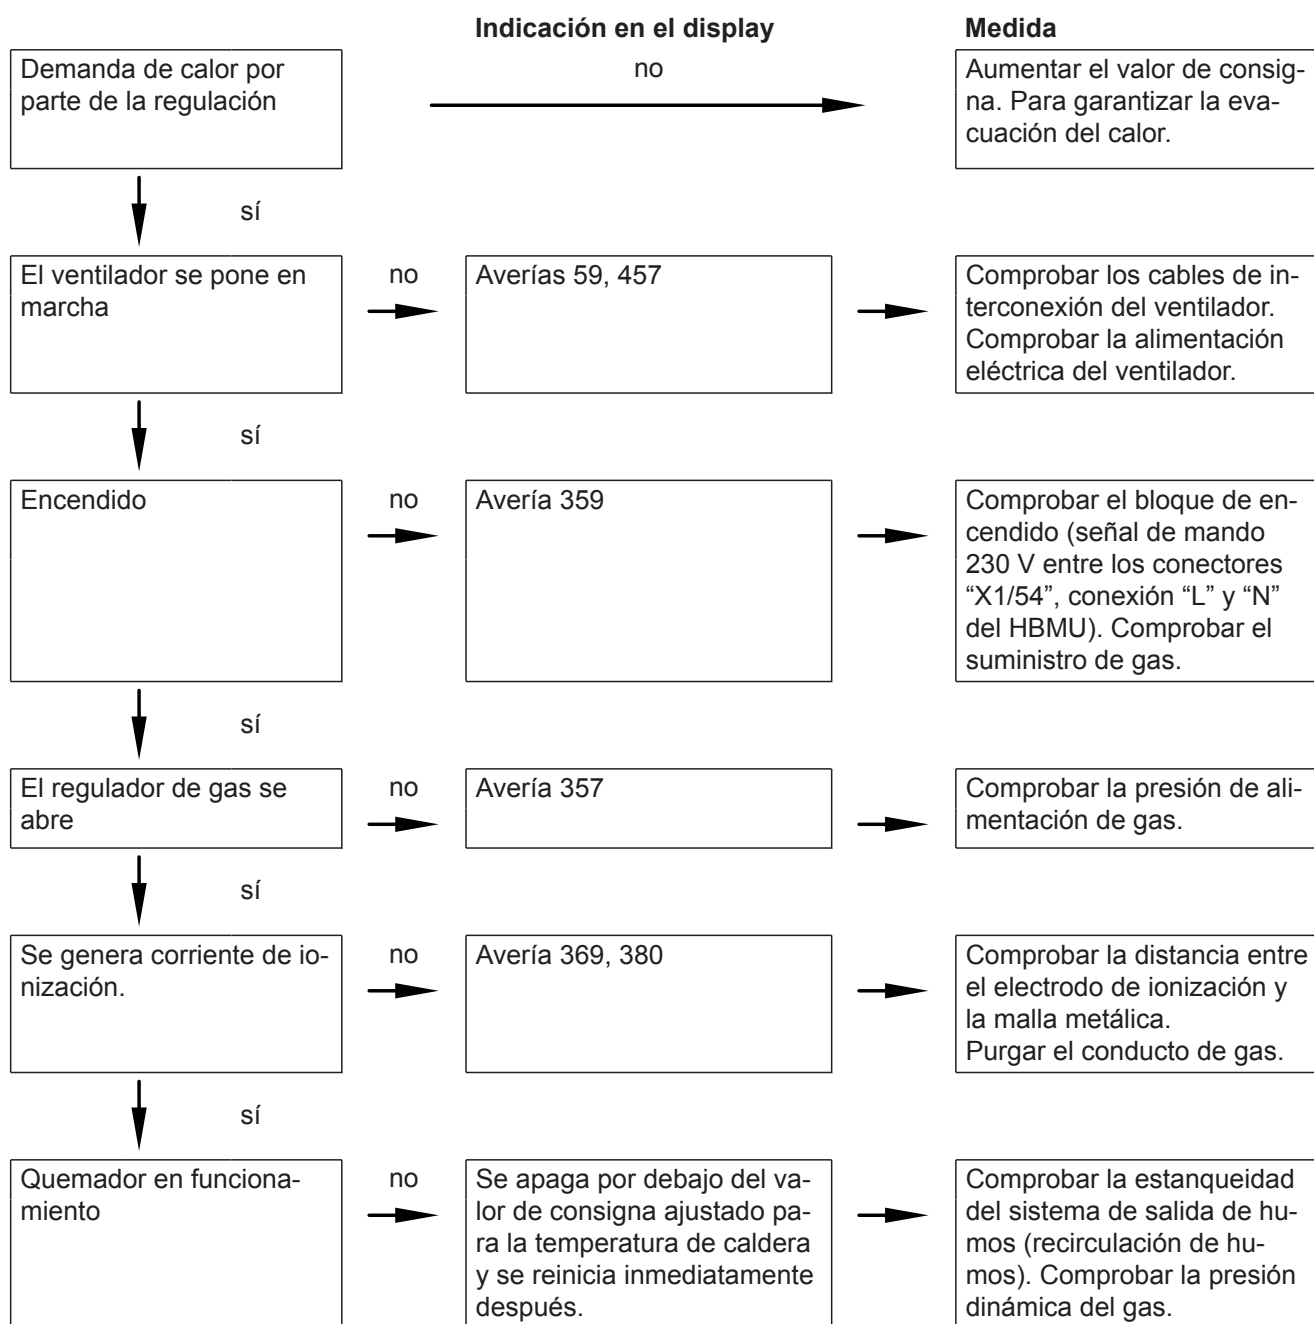 Indicación en el display
Medida
Demanda de calor por
parte de la regulación
no
Aumentar el valor de consig-
na. Para garantizar la eva-
cuación del calor.
sí
El ventilador se pone en
marcha
no
Averías 59, 457
Comprobar los cables de in-
terconexión del ventilador.
Comprobar la alimentación
eléctrica del ventilador.
sí
Encendido
no
Avería 359
Comprobar el bloque de en-
cendido (señal de mando
230 V entre los conectores
“X1/54”, conexión “L” y “N”
del HBMU). Comprobar el
suministro de gas.
sí
El regulador de gas se
abre
no
Avería 357
Comprobar la presión de ali-
mentación de gas.
sí
Se genera corriente de io-
nización.
no
Avería 369, 380
Comprobar la distancia entre
el electrodo de ionización y
la malla metálica.
Purgar el conducto de gas.
sí
Quemador en funciona-
miento
no
Se apaga por debajo del va-
lor de consigna ajustado pa-
ra la temperatura de caldera
y se reinicia inmediatamente
después.
Comprobar la estanqueidad
del sistema de salida de hu-
mos (recirculación de hu-
mos). Comprobar la presión
dinámica del gas.